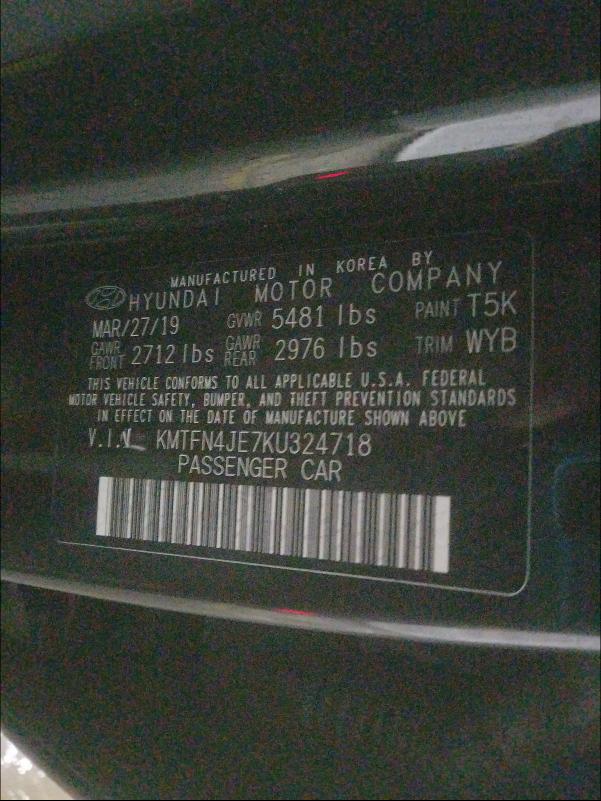 MANUFACTURED IN KOREA BY
HYUNDAI MOTOR COMPANY
MAR/27/19 GVWR 5481 lbs PAINT T5K
GAWR FRONT 2712 lbs GAWR REAR 2976 lbs TRIM WYB
THIS VEHICLE CONFORMS TO ALL APPLICABLE U.S.A. FEDERAL
MOTOR VEHICLE SAFETY, BUMPER, AND THEFT PREVENTION STANDARDS
IN EFFECT ON THE DATE OF MANUFACTURE SHOWN ABOVE
V.I.N KMTFN4JE7KU324718
PASSENGER CAR